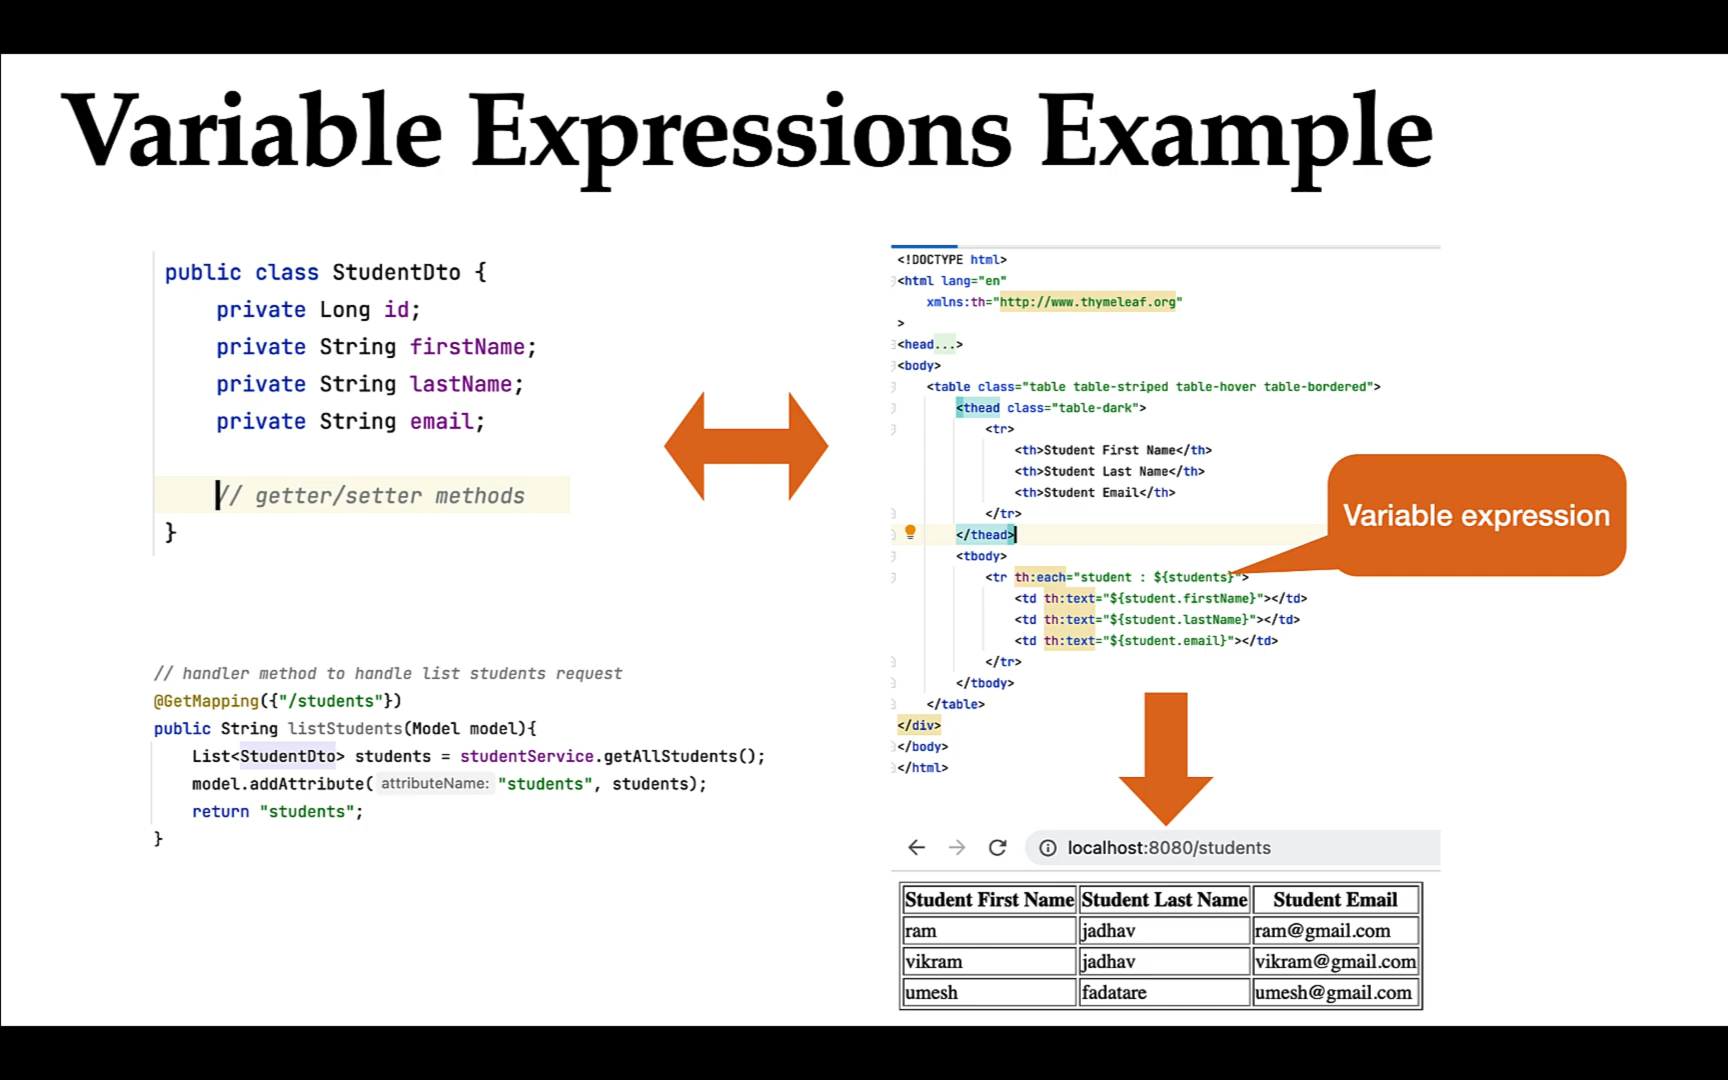 Variable Expressions Example
public class StudentDto {
private Long id;
private String firstName;
private String lastName;
private String email;
// getter/setter methods
}
// handler method to handle list students request
@GetMapping({"/students"})
public String listStudents(Model model){
List<StudentDto> students = studentService.getAllStudents();
model.addAttribute( attributeName: "students", students);
return "students";
}
<!DOCTYPE html>
<html lang="en"
xmlns:th="http://www.thymeleaf.org"
>
<head...>
<body>
<table class="table table-striped table-hover table-bordered">
<thead class="table-dark">
<tr>
<th>Student First Name</th>
<th>Student Last Name</th>
<th>Student Email</th>
</tr>
</thead>
<tbody>
<tr th:each="student : ${students}">
<td th:text="${student.firstName}"></td>
<td th:text="${student.lastName}"></td>
<td th:text="${student.email}"></td>
</tr>
</tbody>
</table>
</div>
</body>
</html>
Variable expression
localhost:8080/students
Student First Name Student Last Name Student Email
ram jadhav ram@gmail.com
vikram jadhav vikram@gmail.com
umesh fadatare umesh@gmail.com